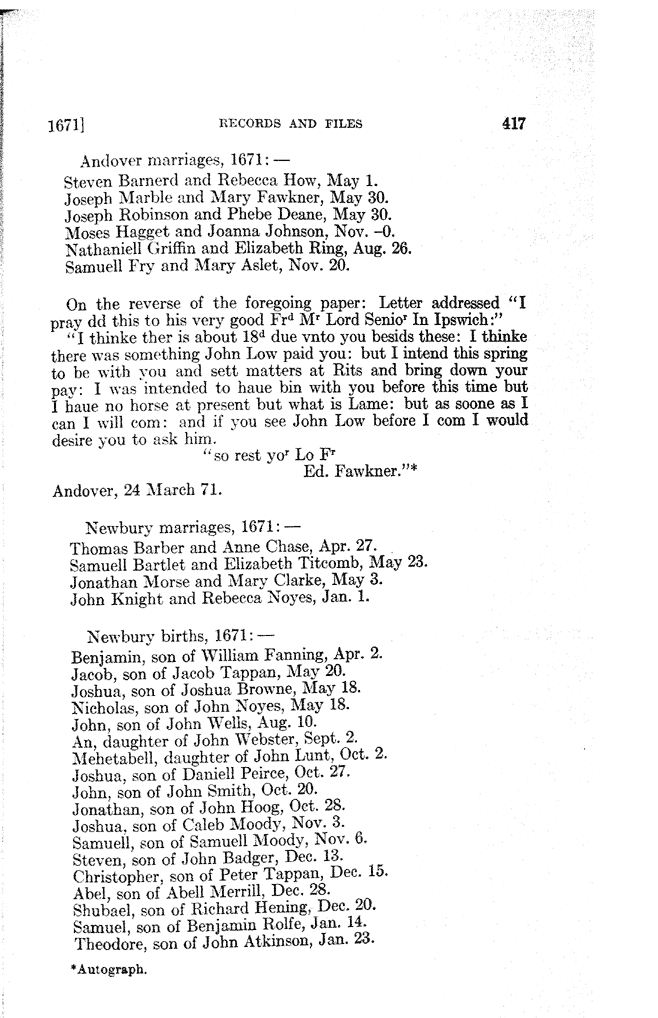 1671] RECORDS AND FILES 417
Andover marriages, 1671:—
Steven Barnerd and Rebecca How, May 1.
Joseph Marble and Mary Fawkner, May 30.
Joseph Robinson and Phebe Deane, May 30.
Moses Hagget and Joanna Johnson, Nov. –0.
Nathaniell Griffin and Elizabeth Ring, Aug. 26.
Samuell Fry and Mary Aslet, Nov. 20.
On the reverse of the foregoing paper: Letter addressed "I
pray dd this to his very good Frᵈ Mʳ Lord Senioʳ In Ipswich:"
"I thinke ther is about 18ᵈ due vnto you besids these: I thinke
there was something John Low paid you: but I intend this spring
to be with you and sett matters at Rits and bring down your
pay: I was intended to haue bin with you before this time but
I haue no horse at present but what is Lame: but as soone as I
can I will com: and if you see John Low before I com I would
desire you to ask him.
"so rest yoʳ Lo Fʳ
Ed. Fawkner."*
Andover, 24 March 71.
Newbury marriages, 1671:—
Thomas Barber and Anne Chase, Apr. 27.
Samuell Bartlet and Elizabeth Titcomb, May 23.
Jonathan Morse and Mary Clarke, May 3.
John Knight and Rebecca Noyes, Jan. 1.
Newbury births, 1671:—
Benjamin, son of William Fanning, Apr. 2.
Jacob, son of Jacob Tappan, May 20.
Joshua, son of Joshua Browne, May 18.
Nicholas, son of John Noyes, May 18.
John, son of John Wells, Aug. 10.
An, daughter of John Webster, Sept. 2.
Mehetabell, daughter of John Lunt, Oct. 2.
Joshua, son of Daniell Peirce, Oct. 27.
John, son of John Smith, Oct. 20.
Jonathan, son of John Hoog, Oct. 28.
Joshua, son of Caleb Moody, Nov. 3.
Samuell, son of Samuell Moody, Nov. 6.
Steven, son of John Badger, Dec. 13.
Christopher, son of Peter Tappan, Dec. 15.
Abel, son of Abell Merrill, Dec. 28.
Shubael, son of Richard Hening, Dec. 20.
Samuel, son of Benjamin Rolfe, Jan. 14.
Theodore, son of John Atkinson, Jan. 23.
*Autograph.